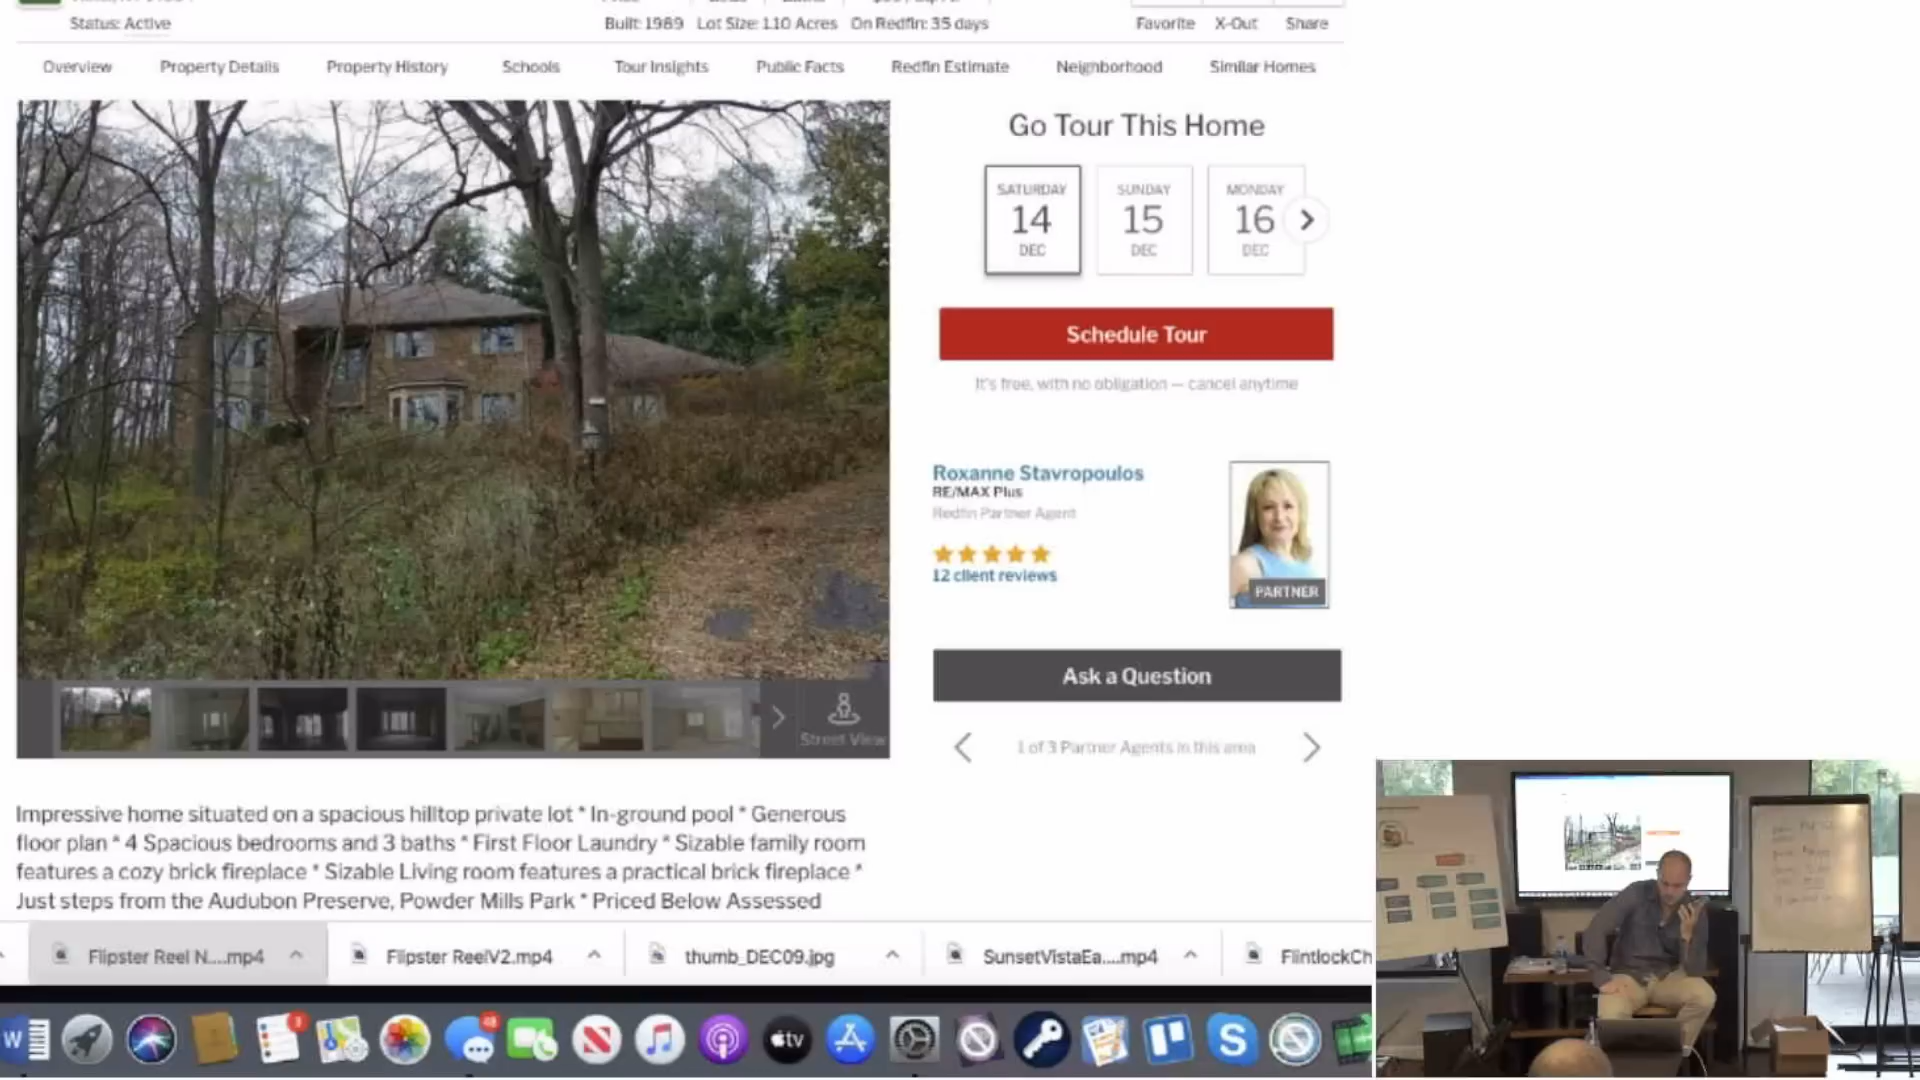 Status: Active
Built: 1989 Lot Size: 1.10 Acres On Redfin: 35 days
Favorite X-Out Share
Overview Property Details Property History Schools Tour Insights Public Facts Redfin Estimate Neighborhood Similar Homes
Go Tour This Home
SATURDAY
14
DEC
SUNDAY
15
DEC
MONDAY
16
DEC
Schedule Tour
It's free, with no obligation — cancel anytime
Roxanne Stavropoulos
RE/MAX Plus
Redfin Partner Agent
12 client reviews
PARTNER
Ask a Question
Street View
1 of 3 Partner Agents in this area
Impressive home situated on a spacious hilltop private lot * In-ground pool * Generous
floor plan * 4 Spacious bedrooms and 3 baths * First Floor Laundry * Sizable family room
features a cozy brick fireplace * Sizable Living room features a practical brick fireplace *
Just steps from the Audubon Preserve, Powder Mills Park * Priced Below Assessed
Flipster Reel N....mp4
Flipster ReelV2.mp4
thumb_DEC09.jpg
SunsetVistaEa....mp4
FlintlockCh
W
3
48
tv
S